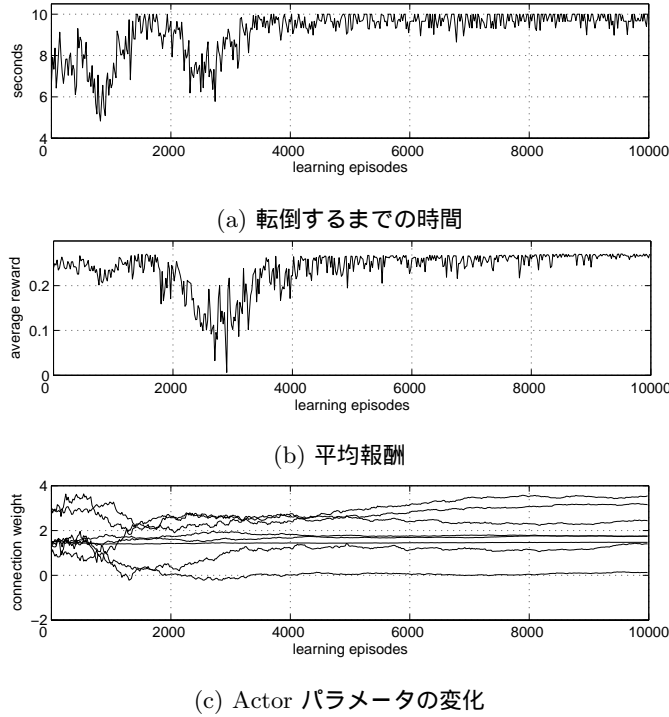 10
8
6
4
seconds
0 2000 4000 6000 8000 10000
learning episodes
(a) 転倒するまでの時間
0.2
0.1
0
average reward
0 2000 4000 6000 8000 10000
learning episodes
(b) 平均報酬
4
2
0
−2
connection weight
0 2000 4000 6000 8000 10000
learning episodes
(c) Actor パラメータの変化